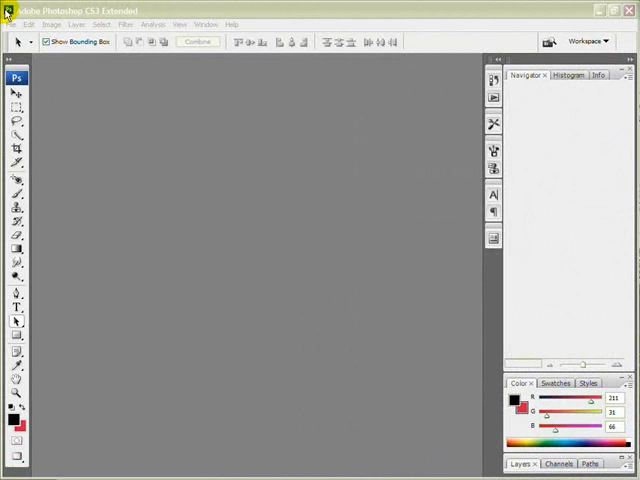 Adobe Photoshop CS3 Extended
File Edit Image Layer Select Filter Analysis View Window Help
Show Bounding Box Combine Workspace
Ps
Navigator x Histogram Info
T
A
Color x Swatches Styles
R 211
G 31
B 66
Layers x Channels Paths